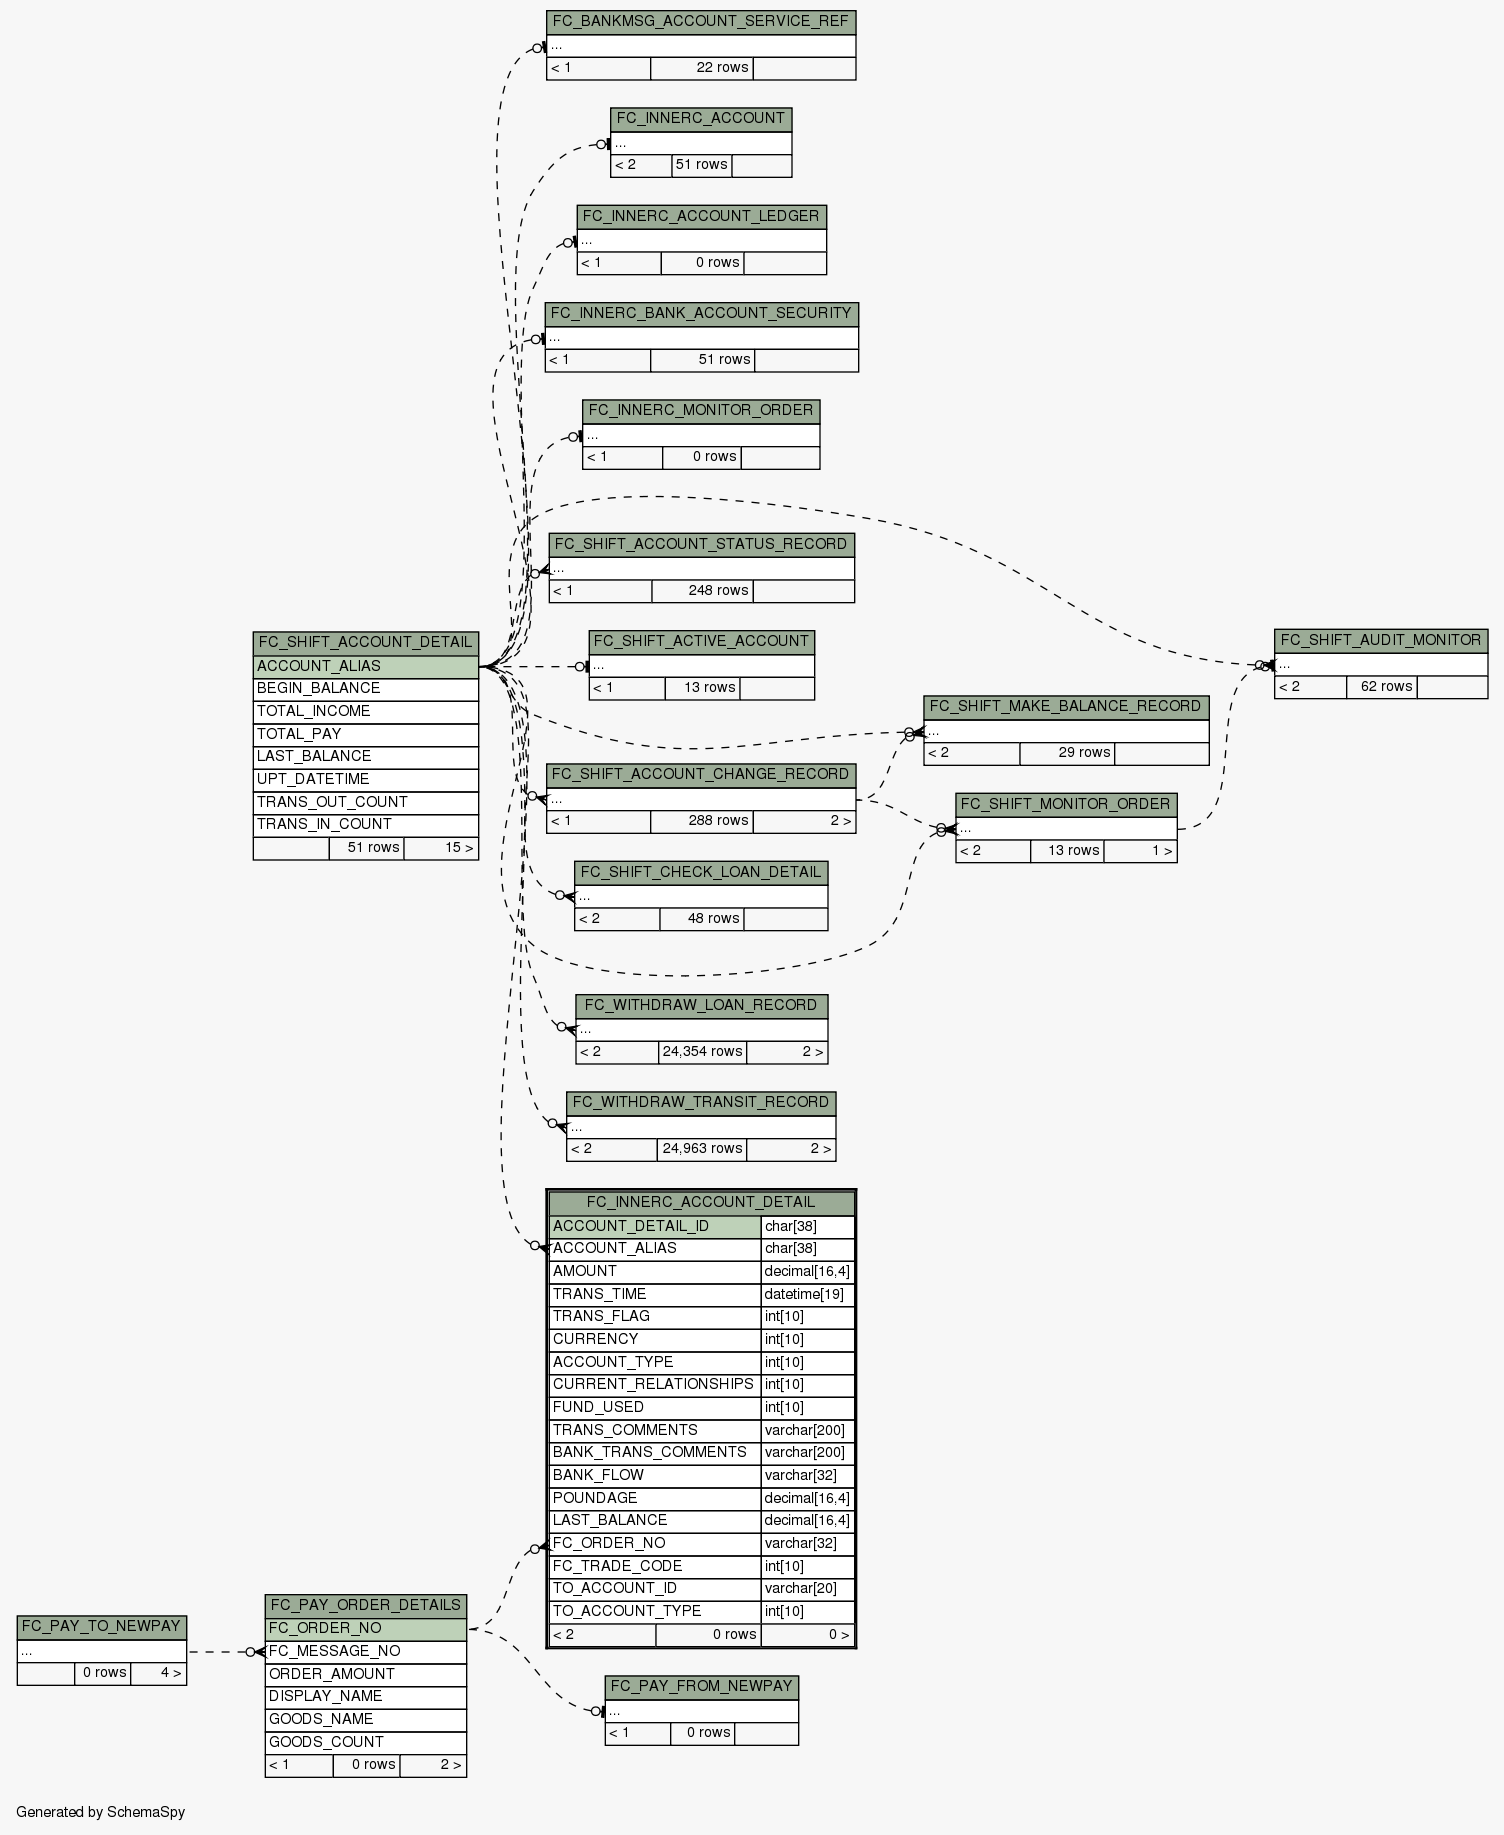 FC_BANKMSG_ACCOUNT_SERVICE_REF
...
< 1 22 rows
FC_INNERC_ACCOUNT
...
< 2 51 rows
FC_INNERC_ACCOUNT_LEDGER
...
< 1 0 rows
FC_INNERC_BANK_ACCOUNT_SECURITY
...
< 1 51 rows
FC_INNERC_MONITOR_ORDER
...
< 1 0 rows
FC_SHIFT_ACCOUNT_STATUS_RECORD
...
< 1 248 rows
FC_SHIFT_ACCOUNT_DETAIL
ACCOUNT_ALIAS
BEGIN_BALANCE
TOTAL_INCOME
TOTAL_PAY
LAST_BALANCE
UPT_DATETIME
TRANS_OUT_COUNT
TRANS_IN_COUNT
51 rows 15 >
FC_SHIFT_ACTIVE_ACCOUNT
...
< 1 13 rows
FC_SHIFT_AUDIT_MONITOR
...
< 2 62 rows
FC_SHIFT_MAKE_BALANCE_RECORD
...
< 2 29 rows
FC_SHIFT_ACCOUNT_CHANGE_RECORD
...
< 1 288 rows 2 >
FC_SHIFT_MONITOR_ORDER
...
< 2 13 rows 1 >
FC_SHIFT_CHECK_LOAN_DETAIL
...
< 2 48 rows
FC_WITHDRAW_LOAN_RECORD
...
< 2 24,354 rows 2 >
FC_WITHDRAW_TRANSIT_RECORD
...
< 2 24,963 rows 2 >
FC_INNERC_ACCOUNT_DETAIL
ACCOUNT_DETAIL_ID char[38]
ACCOUNT_ALIAS char[38]
AMOUNT decimal[16,4]
TRANS_TIME datetime[19]
TRANS_FLAG int[10]
CURRENCY int[10]
ACCOUNT_TYPE int[10]
CURRENT_RELATIONSHIPS int[10]
FUND_USED int[10]
TRANS_COMMENTS varchar[200]
BANK_TRANS_COMMENTS varchar[200]
BANK_FLOW varchar[32]
POUNDAGE decimal[16,4]
LAST_BALANCE decimal[16,4]
FC_ORDER_NO varchar[32]
FC_TRADE_CODE int[10]
TO_ACCOUNT_ID varchar[20]
TO_ACCOUNT_TYPE int[10]
< 2 0 rows 0 >
FC_PAY_TO_NEWPAY
...
0 rows 4 >
FC_PAY_ORDER_DETAILS
FC_ORDER_NO
FC_MESSAGE_NO
ORDER_AMOUNT
DISPLAY_NAME
GOODS_NAME
GOODS_COUNT
< 1 0 rows 2 >
FC_PAY_FROM_NEWPAY
...
< 1 0 rows
Generated by SchemaSpy